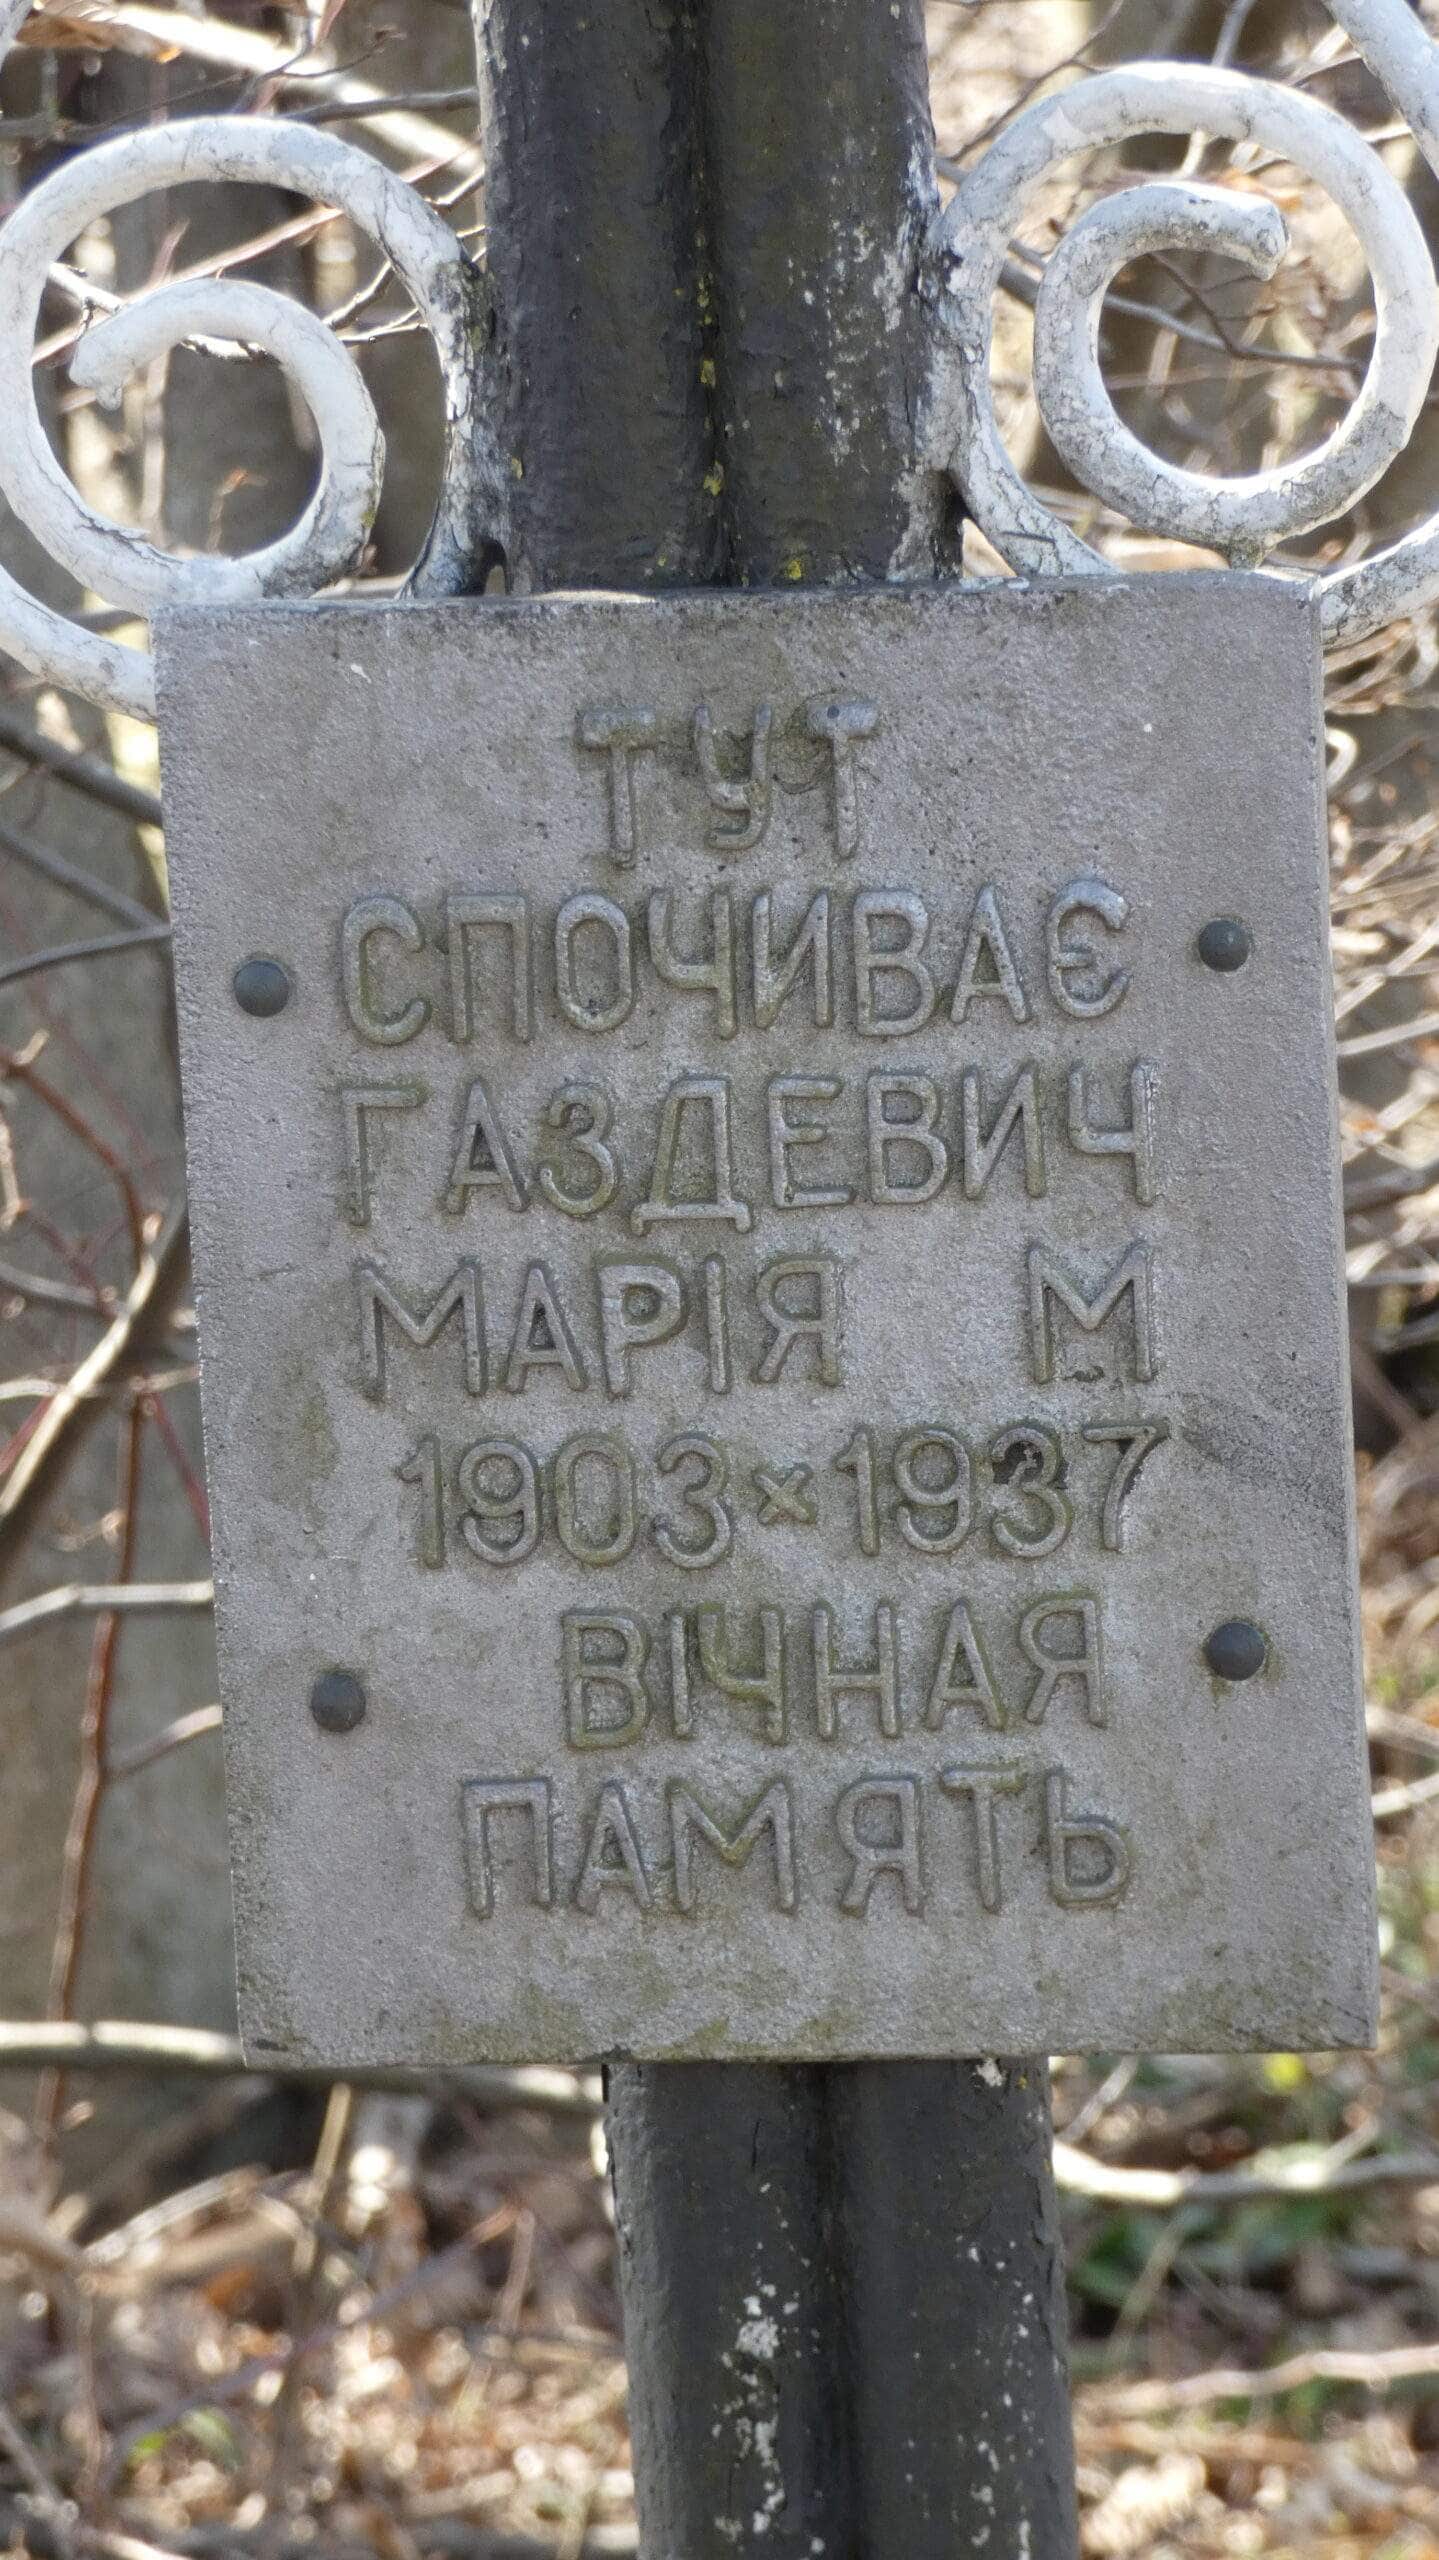 ТУТ
СПОЧИВАЄ
ГАЗДЕВИЧ
МАРІЯ М
1903 × 1937
ВІЧНАЯ
ПАМЯТЬ